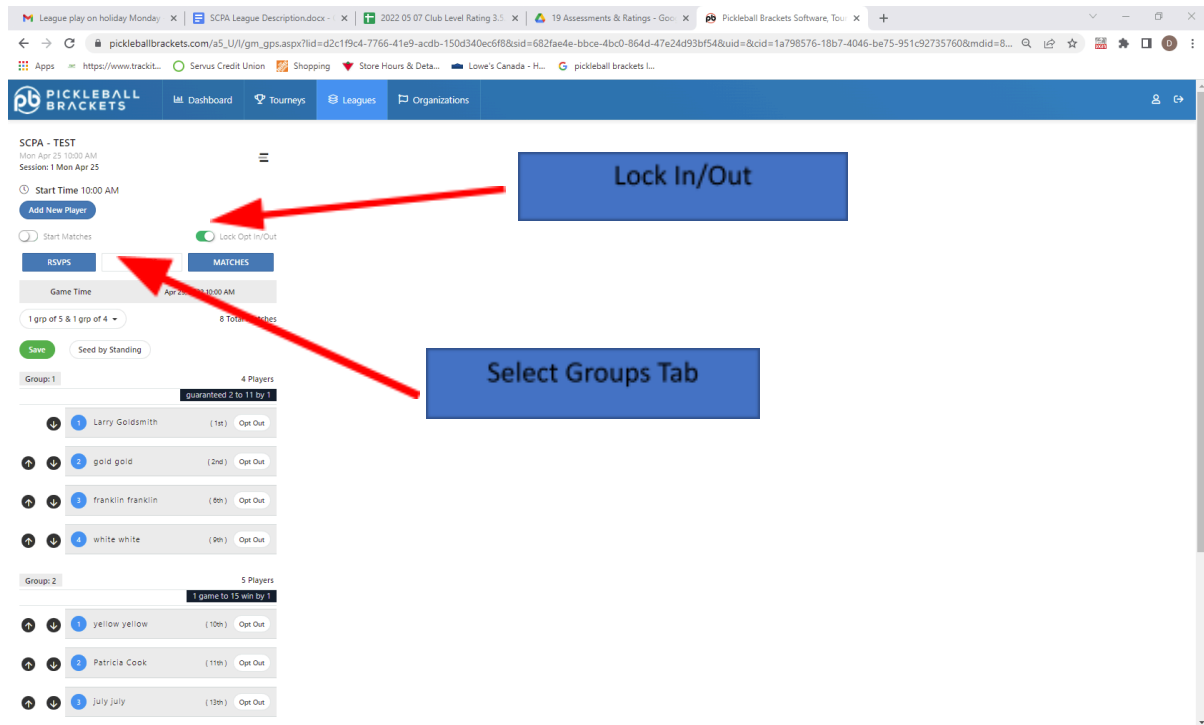 League play on holiday Monday
SCPA League Description.docx -
2022 05 07 Club Level Rating 3.5
19 Assessments & Ratings - Goo
Pickleball Brackets Software, Tour
pickleballbrackets.com/a5_U/l/gm_gps.aspx?lid=d2c1f9c4-7766-41e9-acdb-150d340ec6f8&sid=682fae4e-bbce-4bc0-864d-47e24d93bf54&uid=&cid=1a798576-18b7-4046-be75-951c92735760&mdid=8...
Apps https://www.trackit... Servus Credit Union Shopping Store Hours & Deta... Lowe's Canada - H... pickleball brackets l...
PICKLEBALL BRACKETS Dashboard Tourneys Leagues Organizations
SCPA - TEST
Mon Apr 25 10:00 AM
Session: 1 Mon Apr 25
Lock In/Out
Start Time 10:00 AM
Add New Player
Start Matches Lock Opt In/Out
RSVPS MATCHES
Game Time 10:00 AM
1 grp of 5 & 1 grp of 4 8 Total Matches
Save Seed by Standing
Select Groups Tab
Group: 1 4 Players
guaranteed 2 to 11 by 1
1 Larry Goldsmith (1st) Opt Out
2 gold gold (2nd) Opt Out
3 franklin franklin (6th) Opt Out
4 white white (9th) Opt Out
Group: 2 5 Players
1 game to 15 win by 1
1 yellow yellow (10th) Opt Out
2 Patricia Cook (11th) Opt Out
3 july july (13th) Opt Out